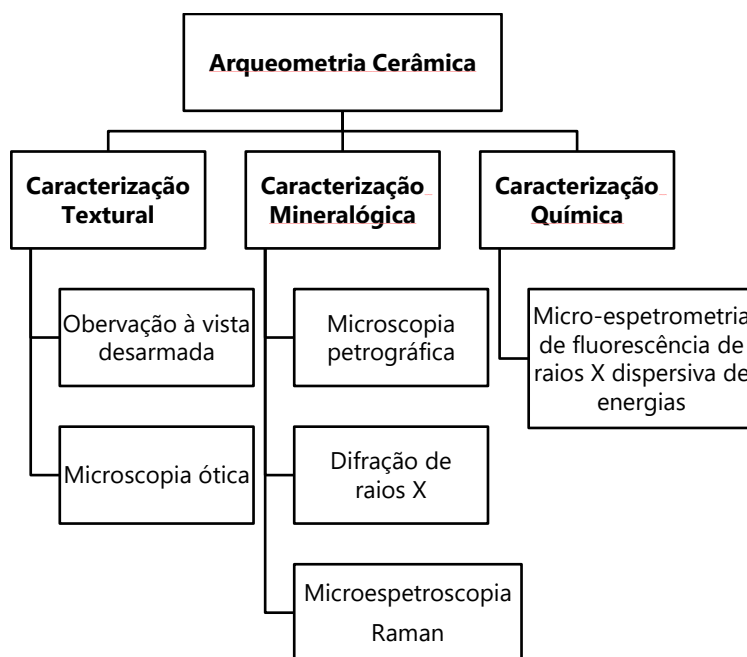 Arqueometria Cerâmica
Caracterização
Textural
Obervação à vista
desarmada
Microscopia ótica
Caracterização
Mineralógica
Microscopia
petrográfica
Difração de
raios X
Microespetroscopia
Raman
Caracterização
Química
Micro-espetrometria
de fluorescência de
raios X dispersiva de
energias